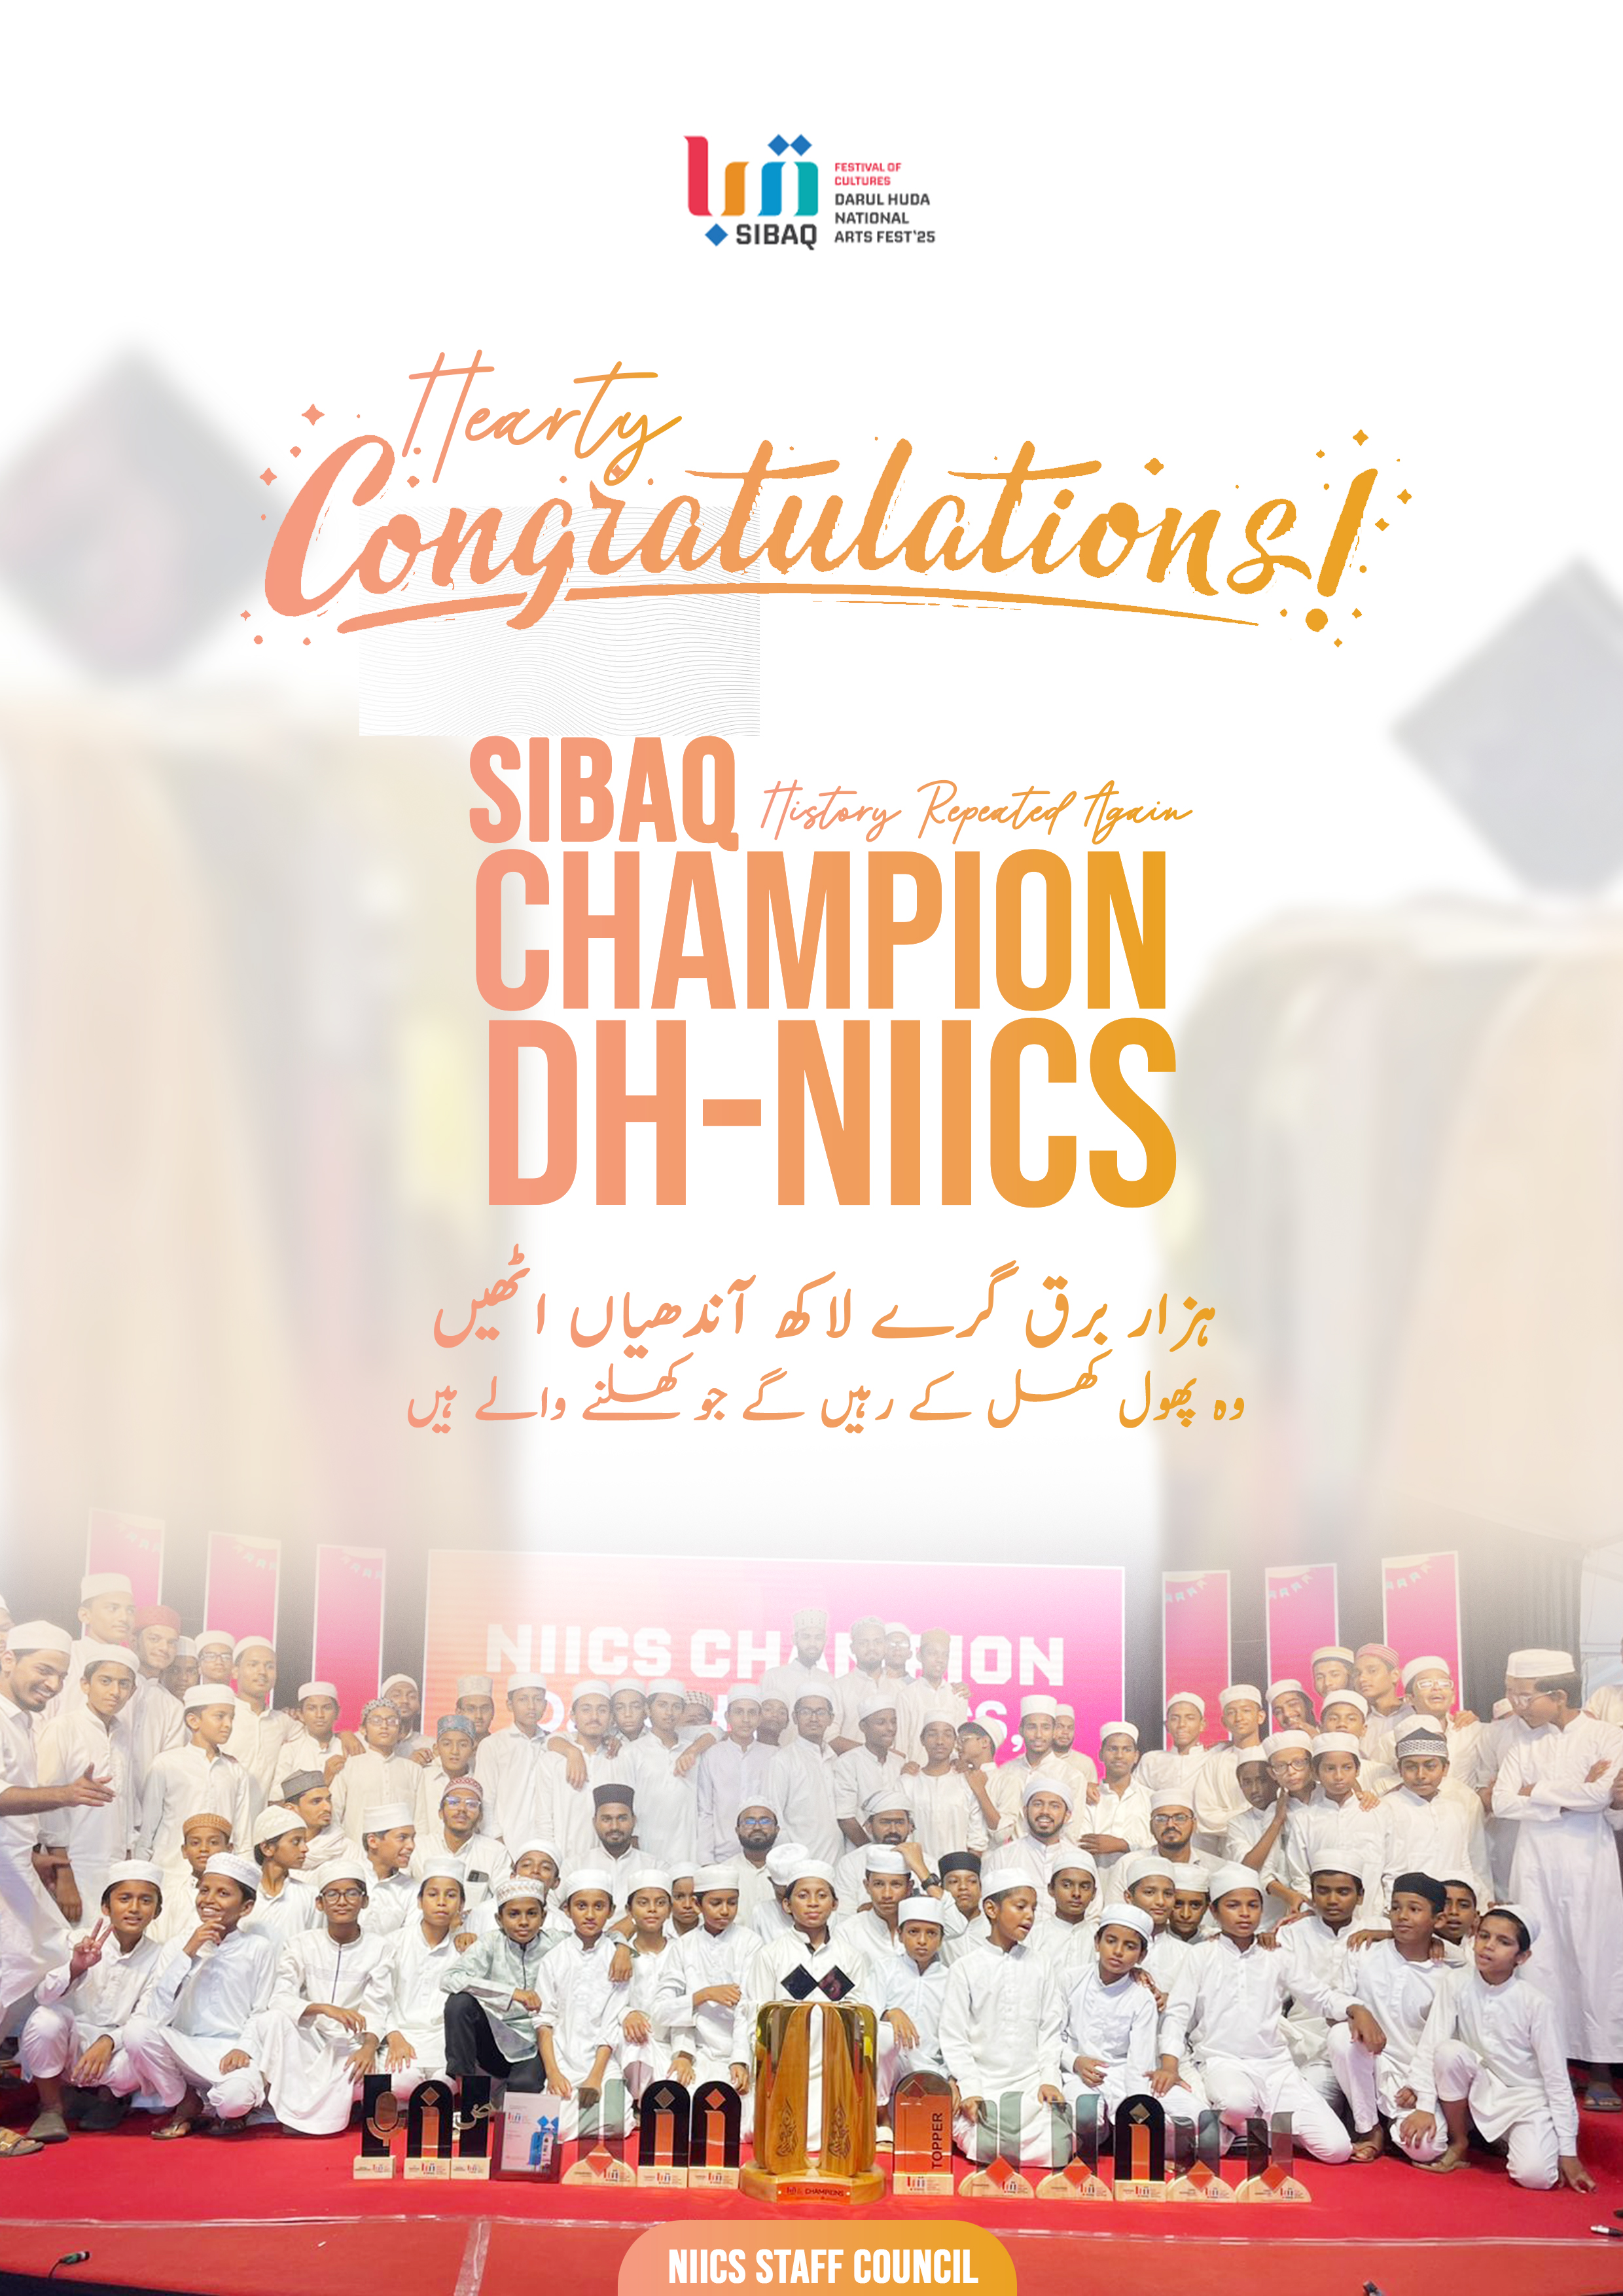 سباق
SIBAQ
FESTIVAL OF
CULTURES
DARUL HUDA
NATIONAL
ARTS FEST'25
Hearty
Congratulations!
SIBAQ
History Repeated Again
CHAMPION
DH-NIICS
ہزار برق گرے لاکھ آندھیاں اٹھیں
وہ پھول کھل کے رہیں گے جو کھلنے والے ہیں
NIICS CHAMPION
TOPPER
CHAMPIONS
NIICS STAFF COUNCIL